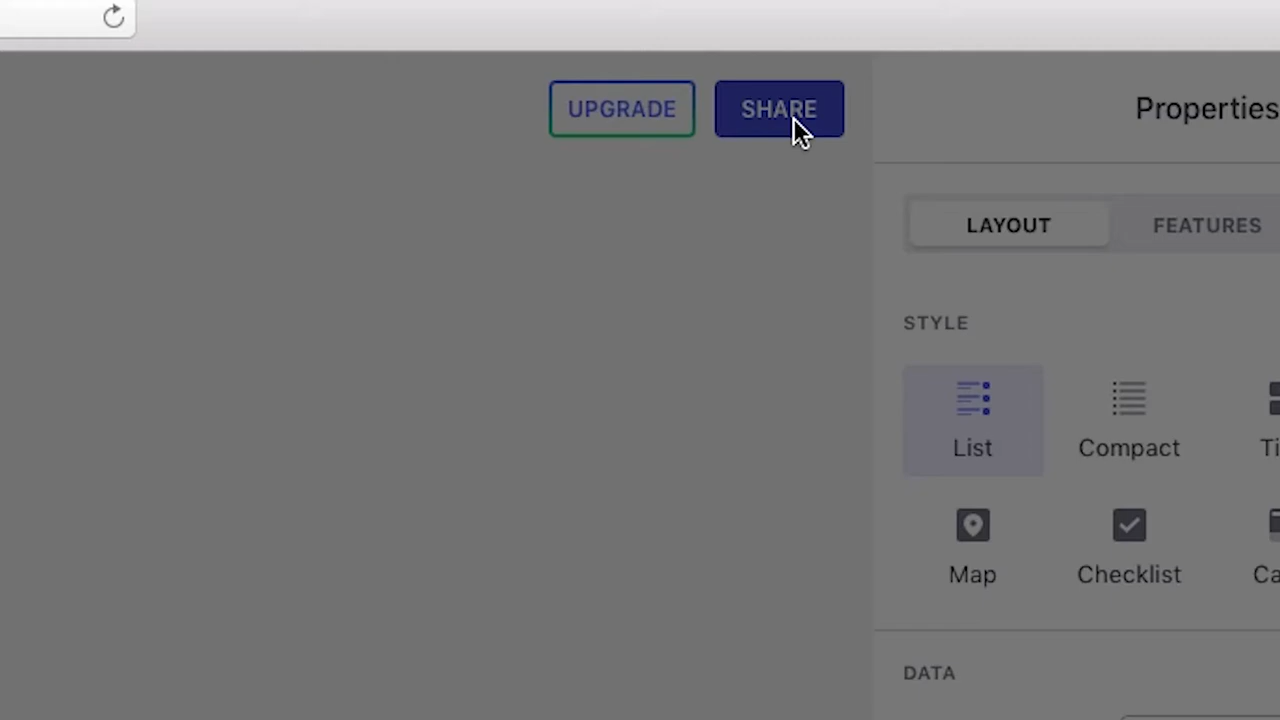 UPGRADE SHARE
Properties
LAYOUT FEATURES
STYLE
List Compact
Map Checklist
DATA